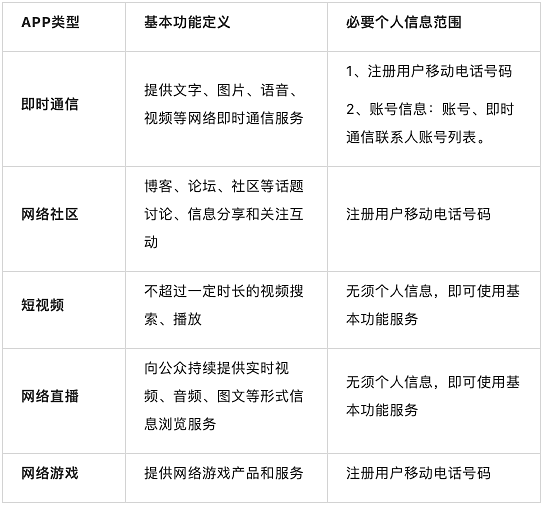 APP类型
基本功能定义
必要个人信息范围
即时通信
提供文字、图片、语音、
视频等网络即时通信服务
1、注册用户移动电话号码
2、账号信息：账号、即时
通信联系人账号列表。
网络社区
博客、论坛、社区等话题
讨论、信息分享和关注互
动
注册用户移动电话号码
短视频
不超过一定时长的视频搜
索、播放
无须个人信息，即可使用基
本功能服务
网络直播
向公众持续提供实时视
频、音频、图文等形式信
息浏览服务
无须个人信息，即可使用基
本功能服务
网络游戏
提供网络游戏产品和服务
注册用户移动电话号码